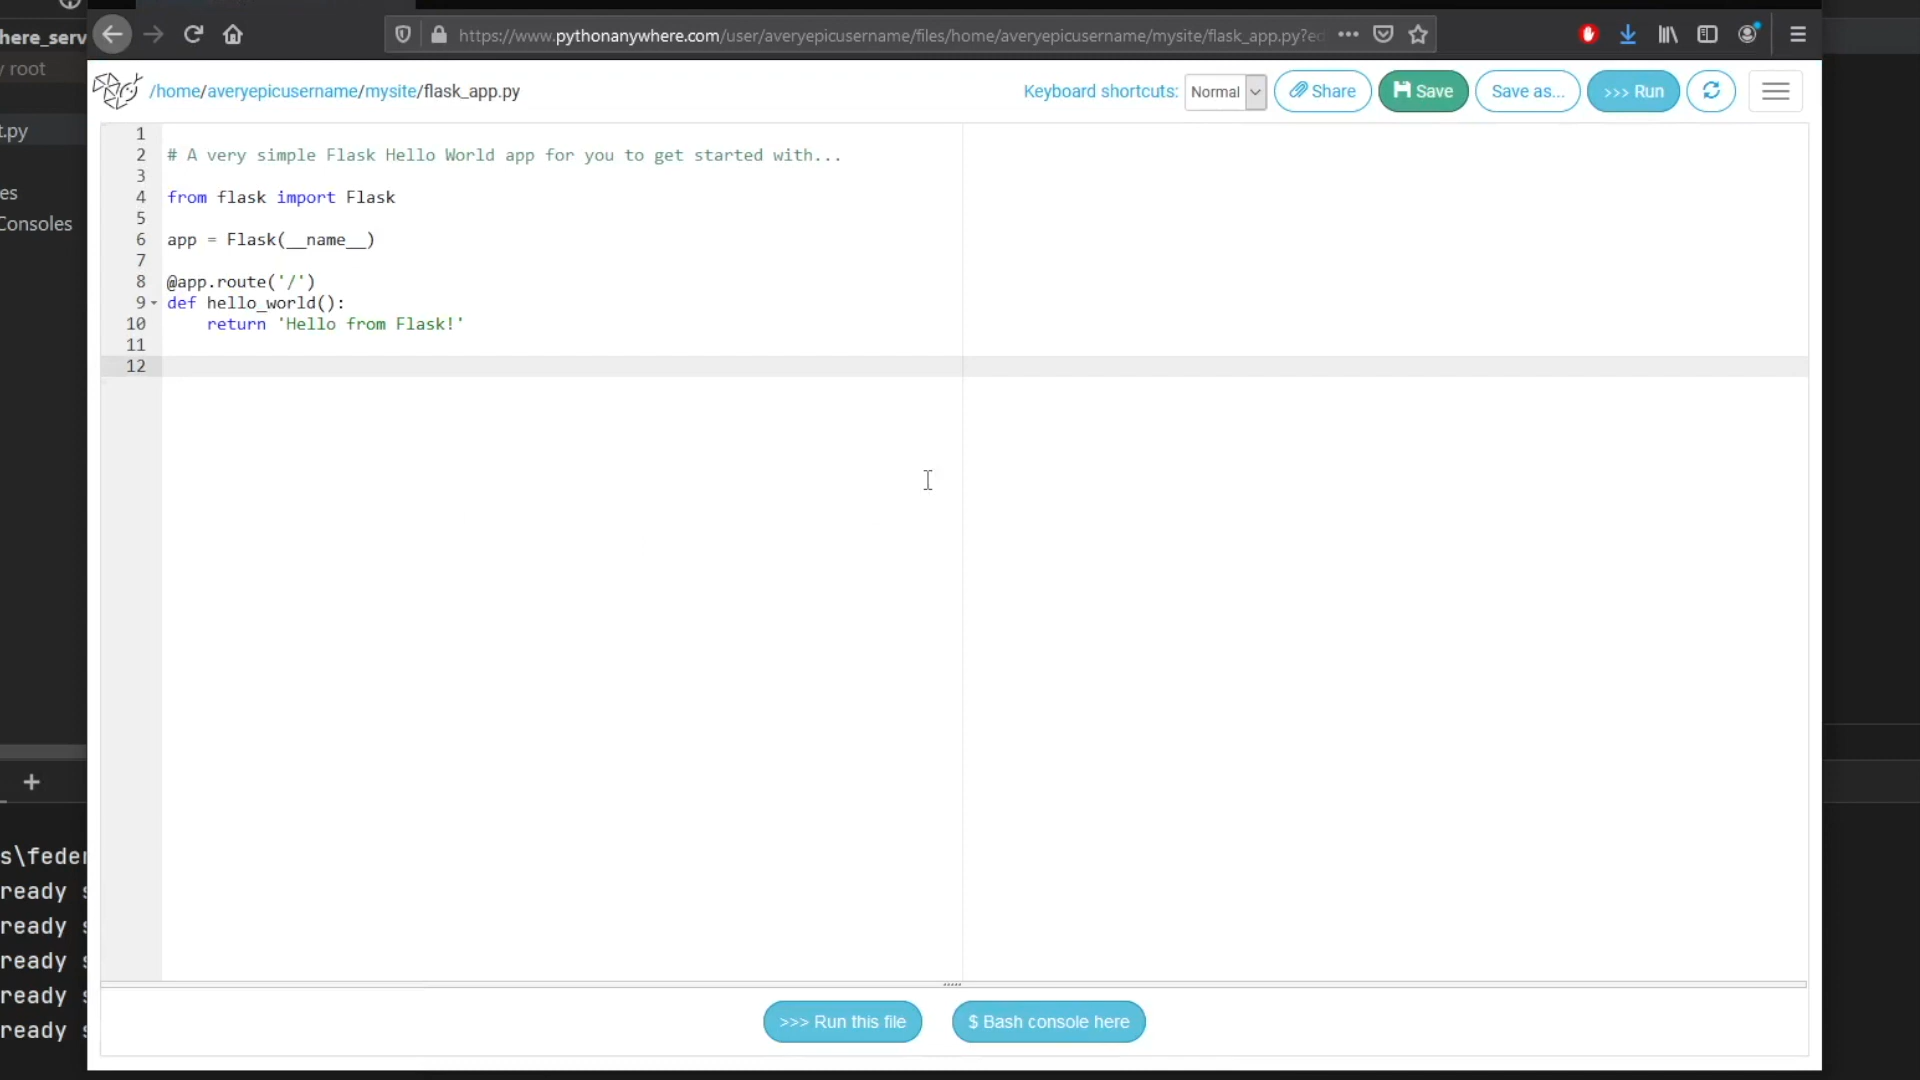 here_serv
https://www.pythonanywhere.com/user/averyepicusername/files/home/averyepicusername/mysite/flask_app.py?ed
/ root
/home/averyepicusername/mysite/flask_app.py
Keyboard shortcuts: Normal Share Save Save as... >>> Run
t.py
es
Consoles
1
2 # A very simple Flask Hello World app for you to get started with...
3
4 from flask import Flask
5
6 app = Flask(__name__)
7
8 @app.route('/')
9 def hello_world():
10 return 'Hello from Flask!'
11
12
s\feder
ready s
ready s
ready s
ready s
ready s
>>> Run this file
$ Bash console here